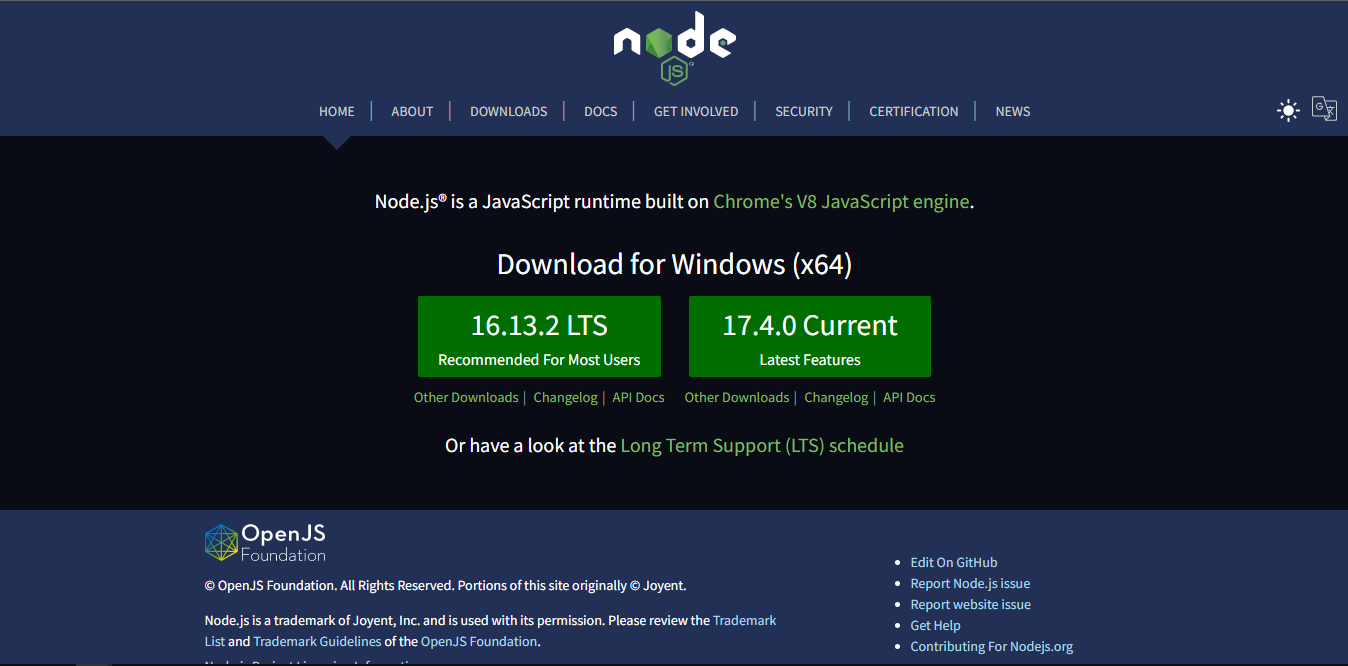 node
JS
HOME | ABOUT | DOWNLOADS | DOCS | GET INVOLVED | SECURITY | CERTIFICATION | NEWS
Node.js® is a JavaScript runtime built on Chrome's V8 JavaScript engine.
Download for Windows (x64)
16.13.2 LTS
Recommended For Most Users
17.4.0 Current
Latest Features
Other Downloads | Changelog | API Docs
Other Downloads | Changelog | API Docs
Or have a look at the Long Term Support (LTS) schedule
OpenJS
Foundation
© OpenJS Foundation. All Rights Reserved. Portions of this site originally © Joyent.
Node.js is a trademark of Joyent, Inc. and is used with its permission. Please review the Trademark
List and Trademark Guidelines of the OpenJS Foundation.
Edit On GitHub
Report Node.js issue
Report website issue
Get Help
Contributing For Nodejs.org